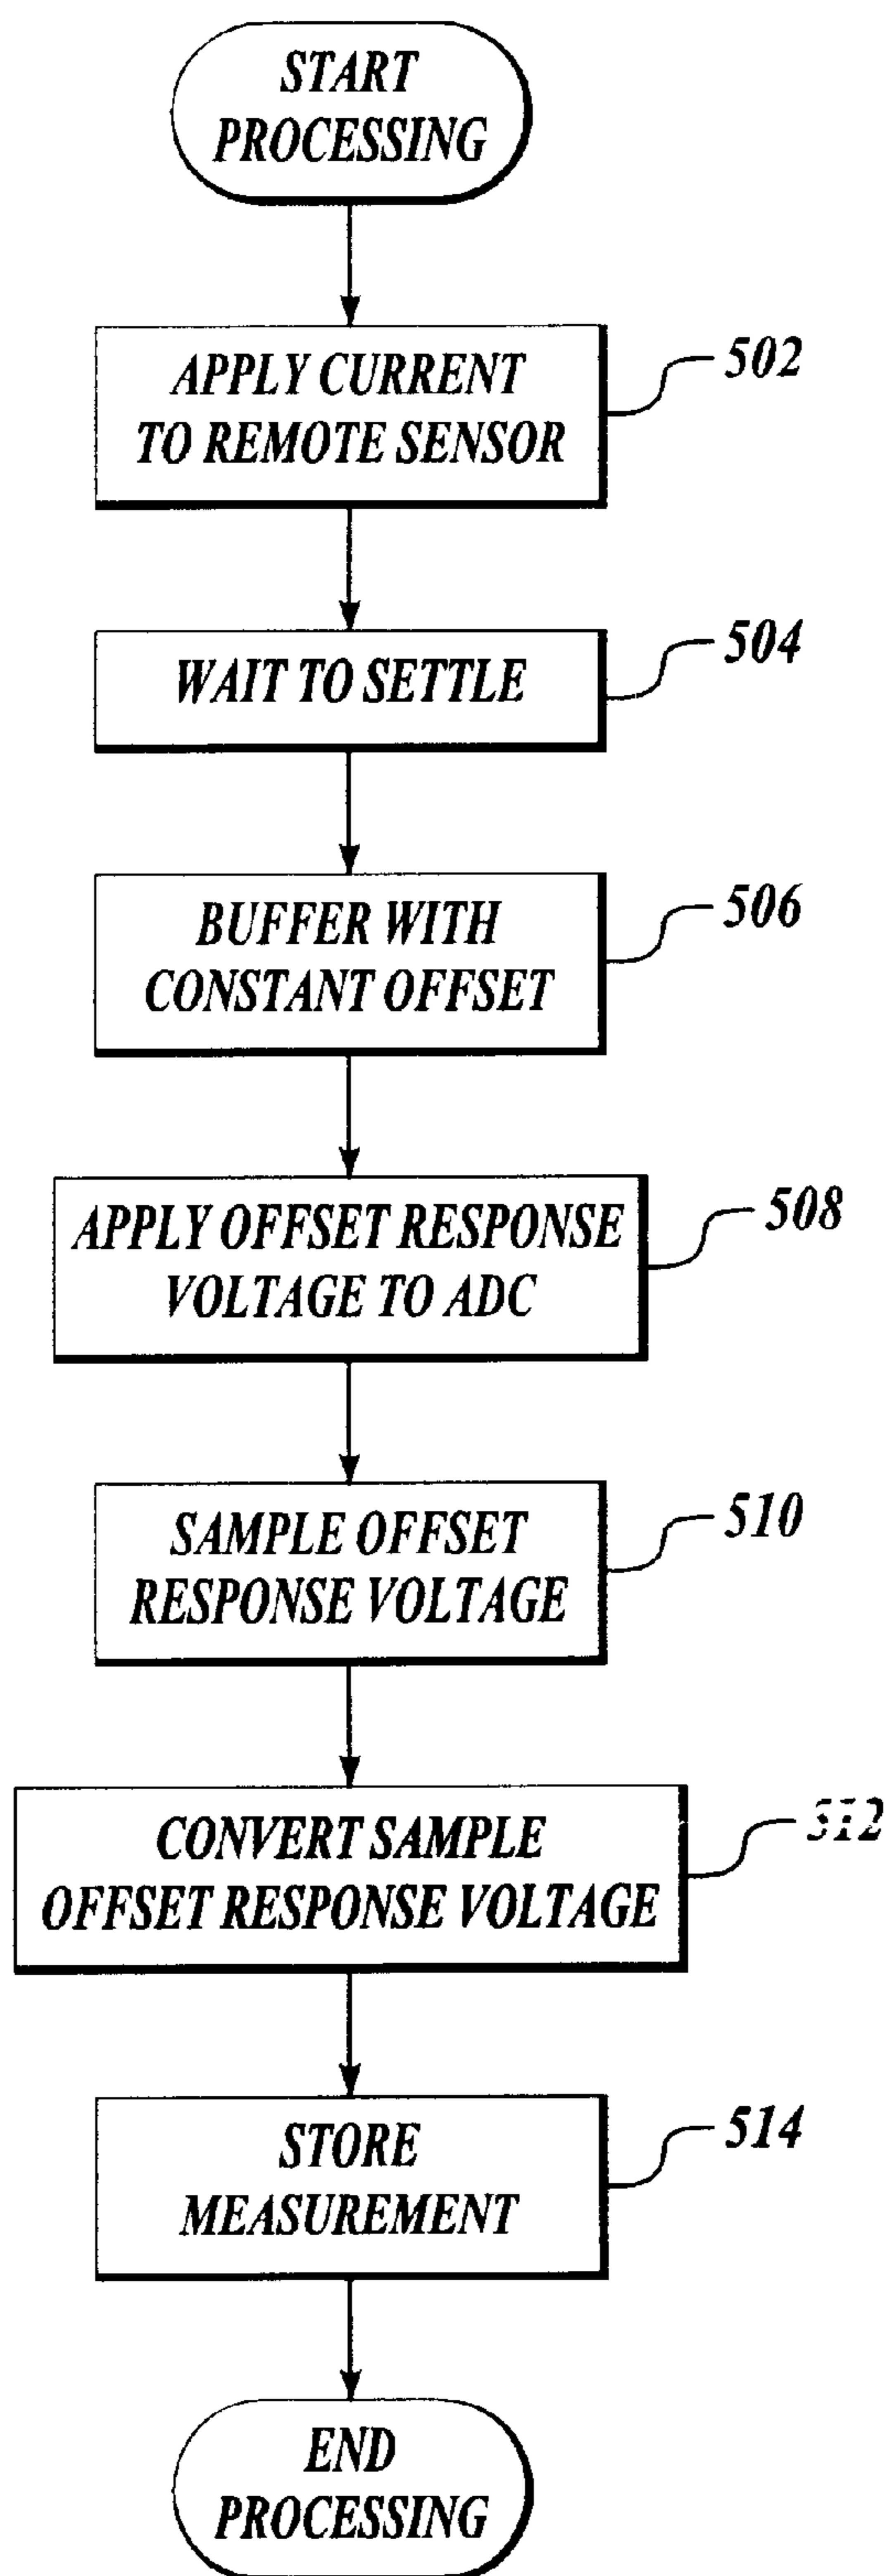 START
PROCESSING
APPLY CURRENT
TO REMOTE SENSOR
502
WAIT TO SETTLE
504
BUFFER WITH
CONSTANT OFFSET
506
APPLY OFFSET RESPONSE
VOLTAGE TO ADC
508
SAMPLE OFFSET
RESPONSE VOLTAGE
510
CONVERT SAMPLE
OFFSET RESPONSE VOLTAGE
512
STORE
MEASUREMENT
514
END
PROCESSING